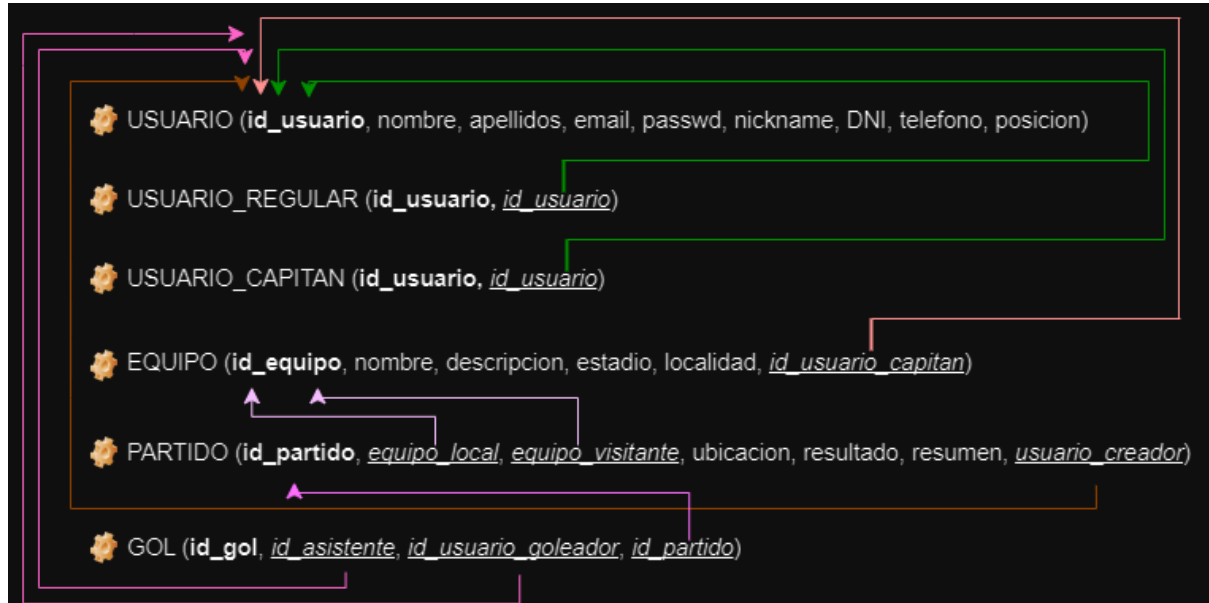 USUARIO (id_usuario, nombre, apellidos, email, passwd, nickname, DNI, telefono, posicion)
USUARIO_REGULAR (id_usuario, id_usuario)
USUARIO_CAPITAN (id_usuario, id_usuario)
EQUIPO (id_equipo, nombre, descripcion, estadio, localidad, id_usuario_capitan)
PARTIDO (id_partido, equipo_local, equipo_visitante, ubicacion, resultado, resumen, usuario_creador)
GOL (id_gol, id_asistente, id_usuario_goleador, id_partido)